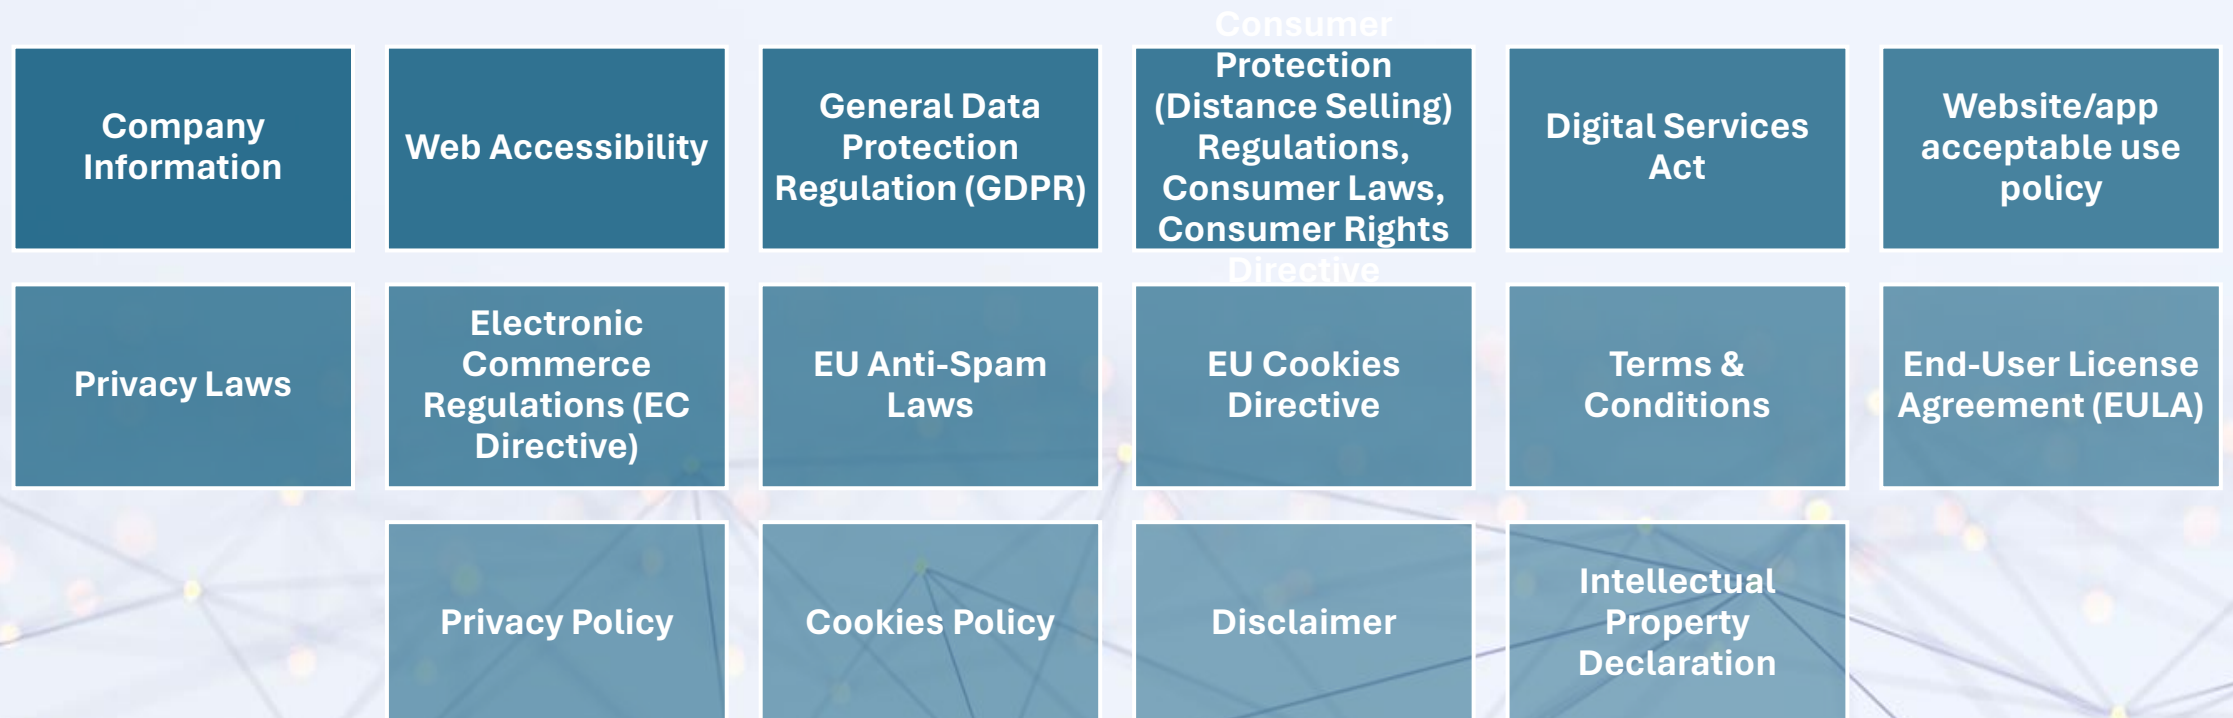 Company
Information
Web Accessibility
General Data
Protection
Regulation (GDPR)
Consumer
Protection
(Distance Selling)
Regulations,
Consumer Laws,
Consumer Rights
Directive
Digital Services
Act
Website/app
acceptable use
policy
Privacy Laws
Electronic
Commerce
Regulations (EC
Directive)
EU Anti-Spam
Laws
EU Cookies
Directive
Terms &
Conditions
End-User License
Agreement (EULA)
Privacy Policy
Cookies Policy
Disclaimer
Intellectual
Property
Declaration